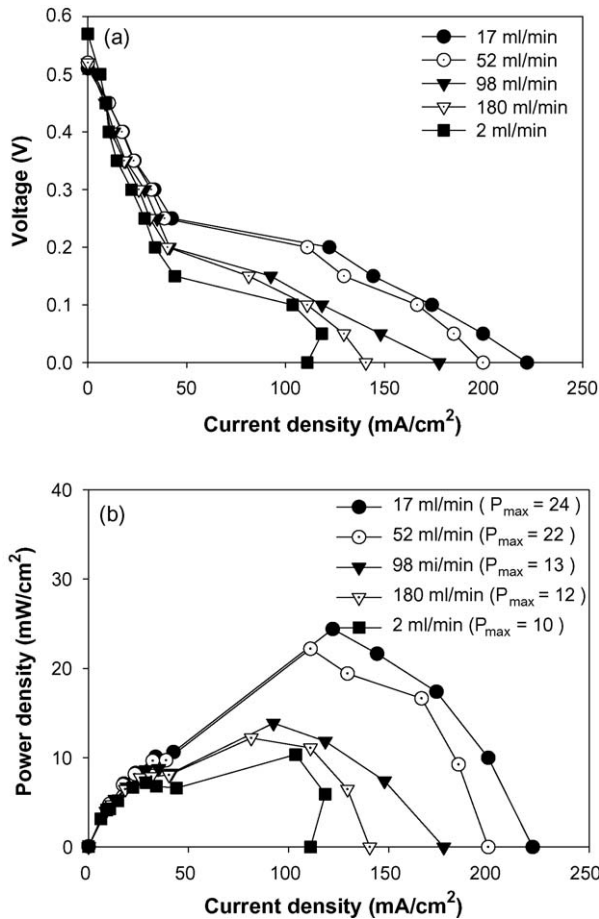 (a)
17 ml/min
52 ml/min
98 ml/min
180 ml/min
2 ml/min
0.6
0.5
0.4
0.3
0.2
0.1
0.0
Voltage (V)
0 50 100 150 200 250
Current density (mA/cm²)
(b)
17 ml/min ( Pmax = 24 )
52 ml/min (Pmax = 22 )
98 mi/min (Pmax = 13 )
180 ml/min (Pmax = 12 )
2 ml/min (Pmax = 10 )
40
30
20
10
0
Power density (mW/cm²)
0 50 100 150 200 250
Current density (mA/cm²)